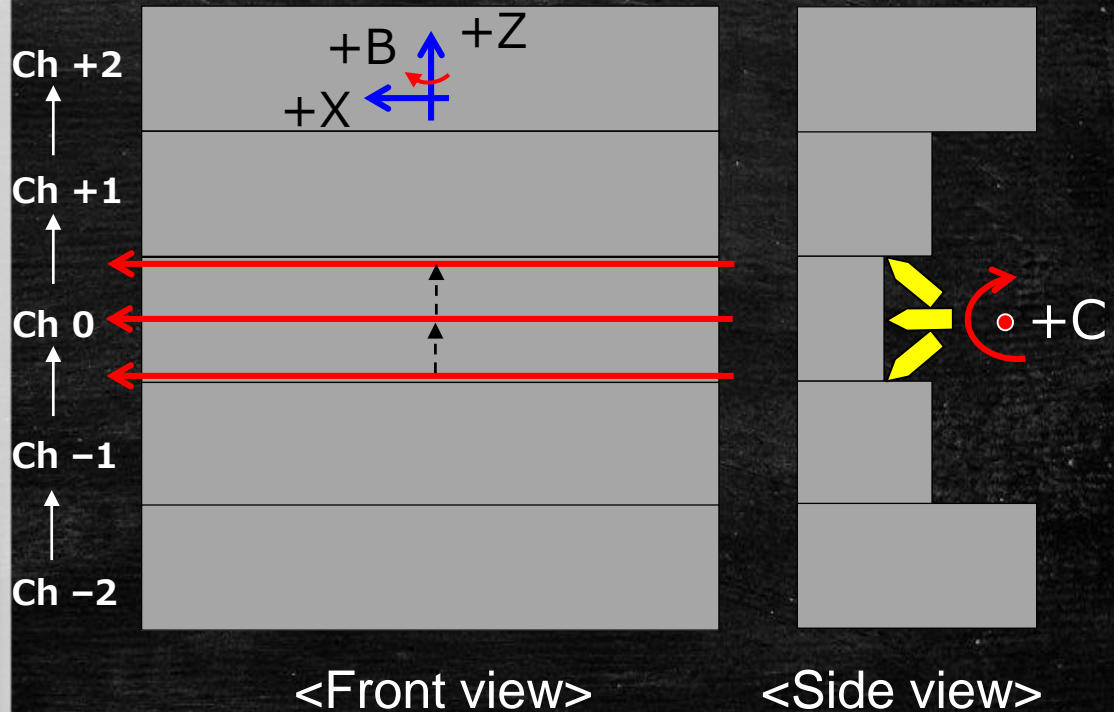 Ch +2
+B
+Z
+X
Ch +1
Ch 0
+C
Ch −1
Ch −2
<Front view>
<Side view>